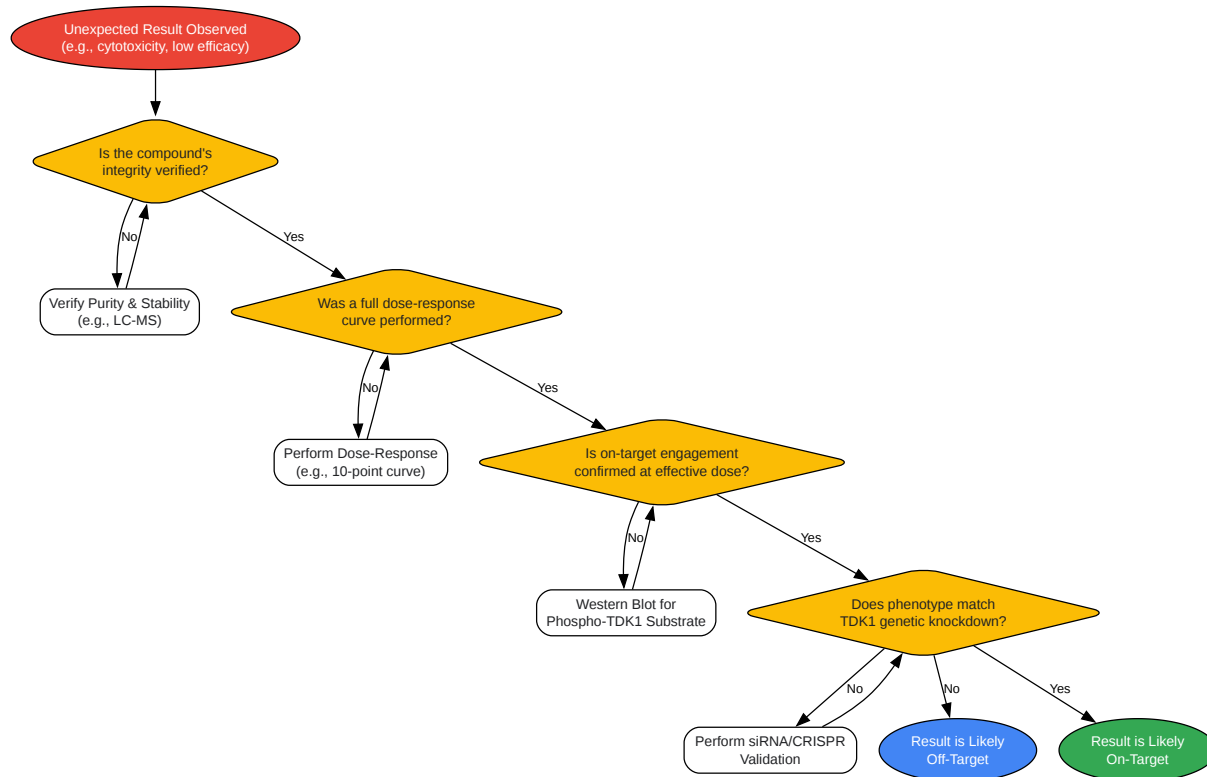 Unexpected Result Observed
(e.g., cytotoxicity, low efficacy)
Is the compound's
integrity verified?
No
Yes
Verify Purity & Stability
(e.g., LC-MS)
Was a full dose-response
curve performed?
No
Yes
Perform Dose-Response
(e.g., 10-point curve)
Is on-target engagement
confirmed at effective dose?
No
Yes
Western Blot for
Phospho-TDK1 Substrate
Does phenotype match
TDK1 genetic knockdown?
No
No
Yes
Perform siRNA/CRISPR
Validation
Result is Likely
Off-Target
Result is Likely
On-Target